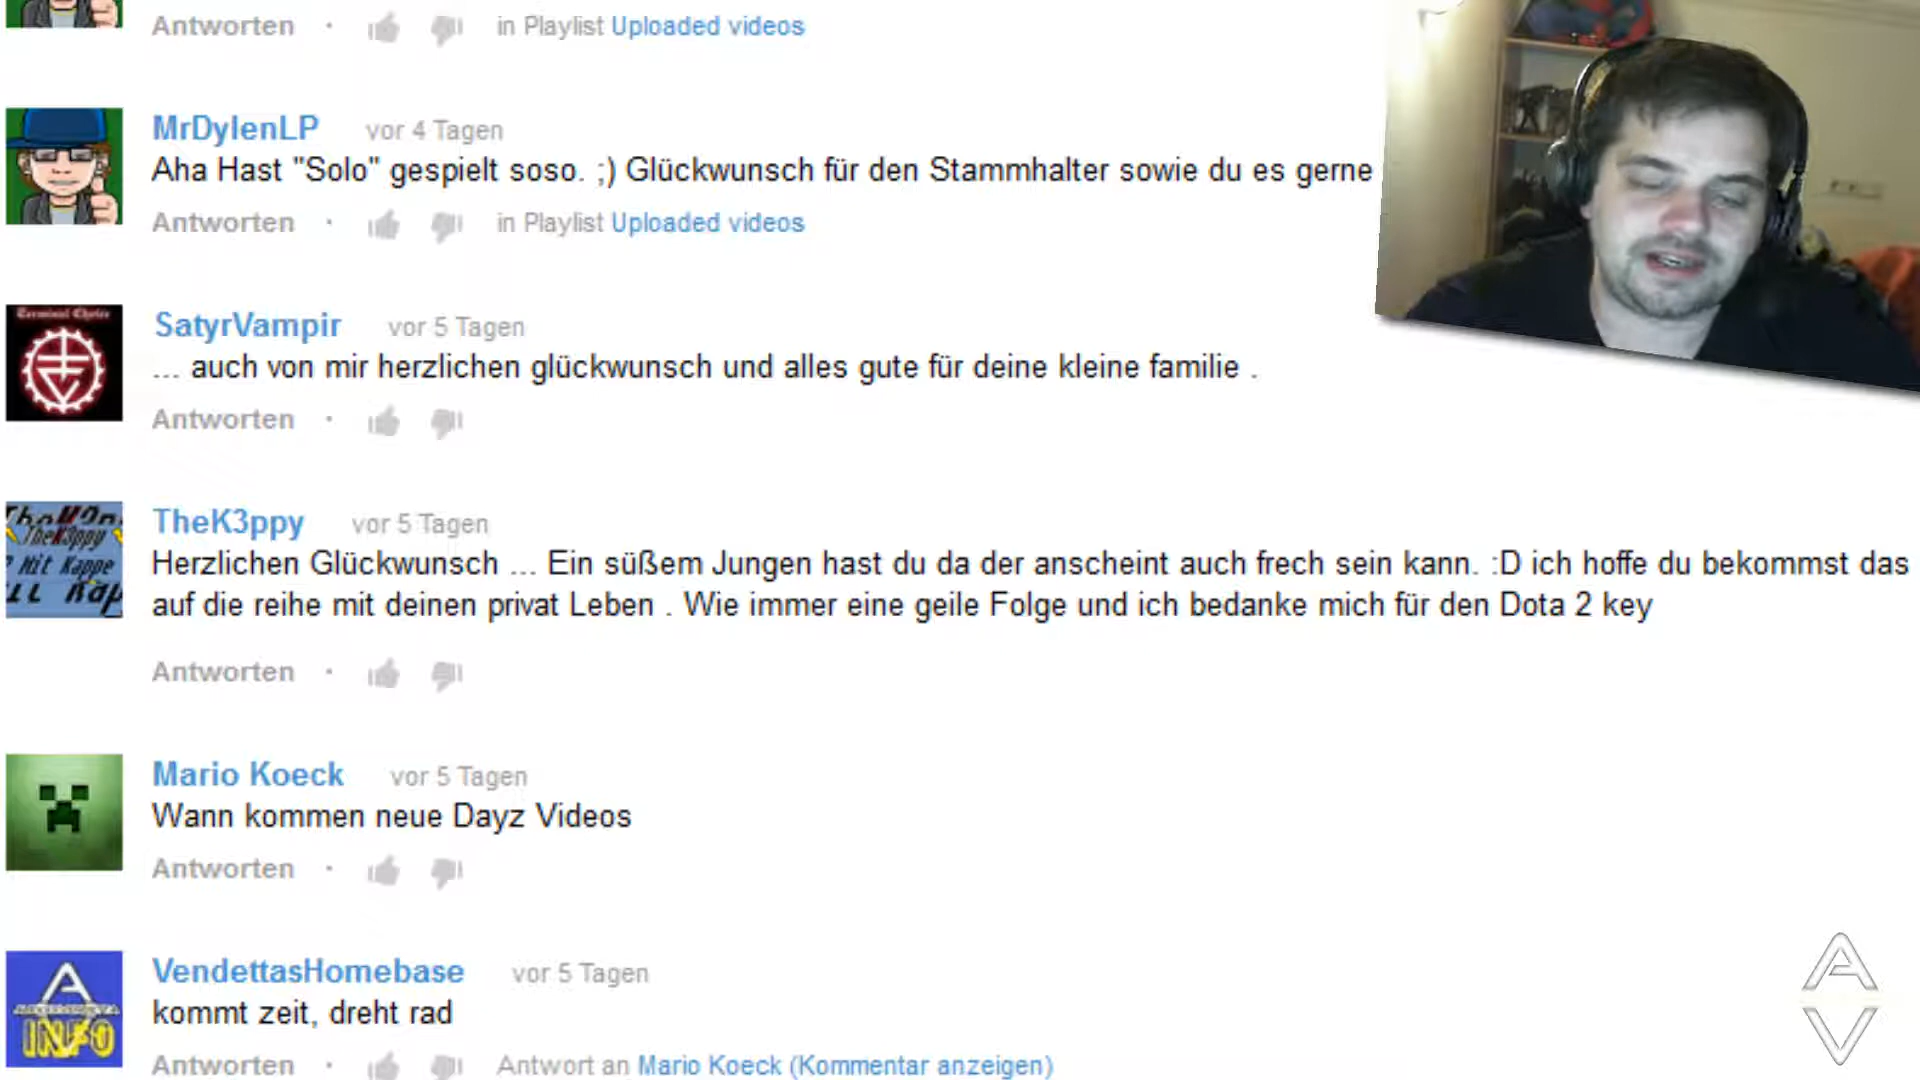 Antworten · in Playlist Uploaded videos
MrDylenLP vor 4 Tagen
Aha Hast "Solo" gespielt soso. ;) Glückwunsch für den Stammhalter sowie du es gerne
Antworten · in Playlist Uploaded videos
Terminal Choice
SatyrVampir vor 5 Tagen
... auch von mir herzlichen glückwunsch und alles gute für deine kleine familie .
Antworten ·
TheK3ppy
Mit Kappe
TheK3ppy vor 5 Tagen
Herzlichen Glückwunsch ... Ein süßem Jungen hast du da der anscheint auch frech sein kann. :D ich hoffe du bekommst das
auf die reihe mit deinen privat Leben . Wie immer eine geile Folge und ich bedanke mich für den Dota 2 key
Antworten ·
Mario Koeck vor 5 Tagen
Wann kommen neue Dayz Videos
Antworten ·
INFO
VendettasHomebase vor 5 Tagen
kommt zeit, dreht rad
Antworten · Antwort an Mario Koeck (Kommentar anzeigen)
A
V